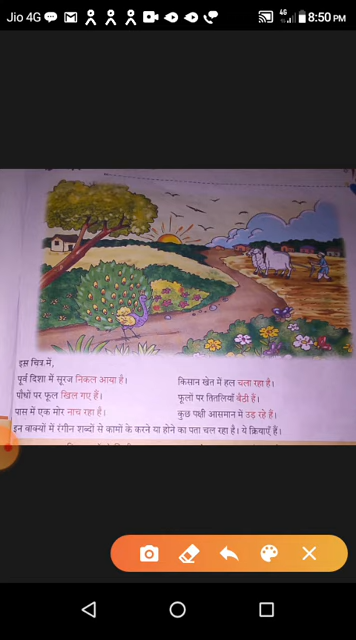 Jio 4G 4G 8:50 PM
इस चित्र में,
पूर्व दिशा में सूरज निकल आया है।
किसान खेत में हल चला रहा है।
पौधों पर फूल खिल गए हैं।
फूलों पर तितलियाँ बैठी हैं।
पास में एक मोर नाच रहा है।
कुछ पक्षी आसमान में उड़ रहे हैं।
इन वाक्यों में रंगीन शब्दों से कामों के करने या होने का पता चल रहा है। ये क्रियाएँ हैं।